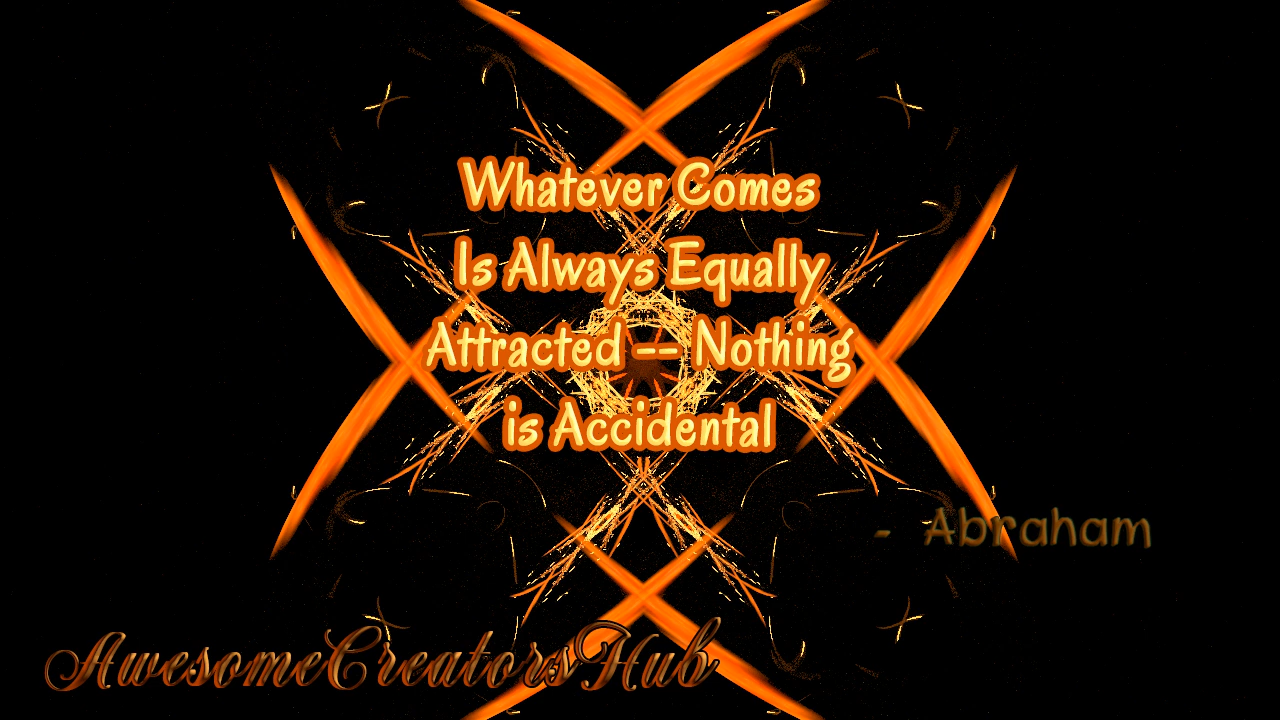 Whatever Comes
Is Always Equally
Attracted -- Nothing
is Accidental
- Abraham
AwesomeCreatorsHub